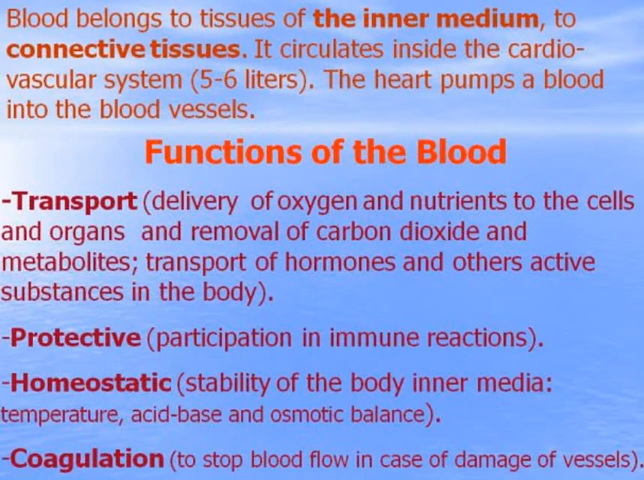 Blood belongs to tissues of the inner medium, to
connective tissues. It circulates inside the cardio-
vascular system (5-6 liters). The heart pumps a blood
into the blood vessels.
Functions of the Blood
-Transport (delivery of oxygen and nutrients to the cells
and organs and removal of carbon dioxide and
metabolites; transport of hormones and others active
substances in the body).
-Protective (participation in immune reactions).
-Homeostatic (stability of the body inner media:
temperature, acid-base and osmotic balance).
-Coagulation (to stop blood flow in case of damage of vessels).